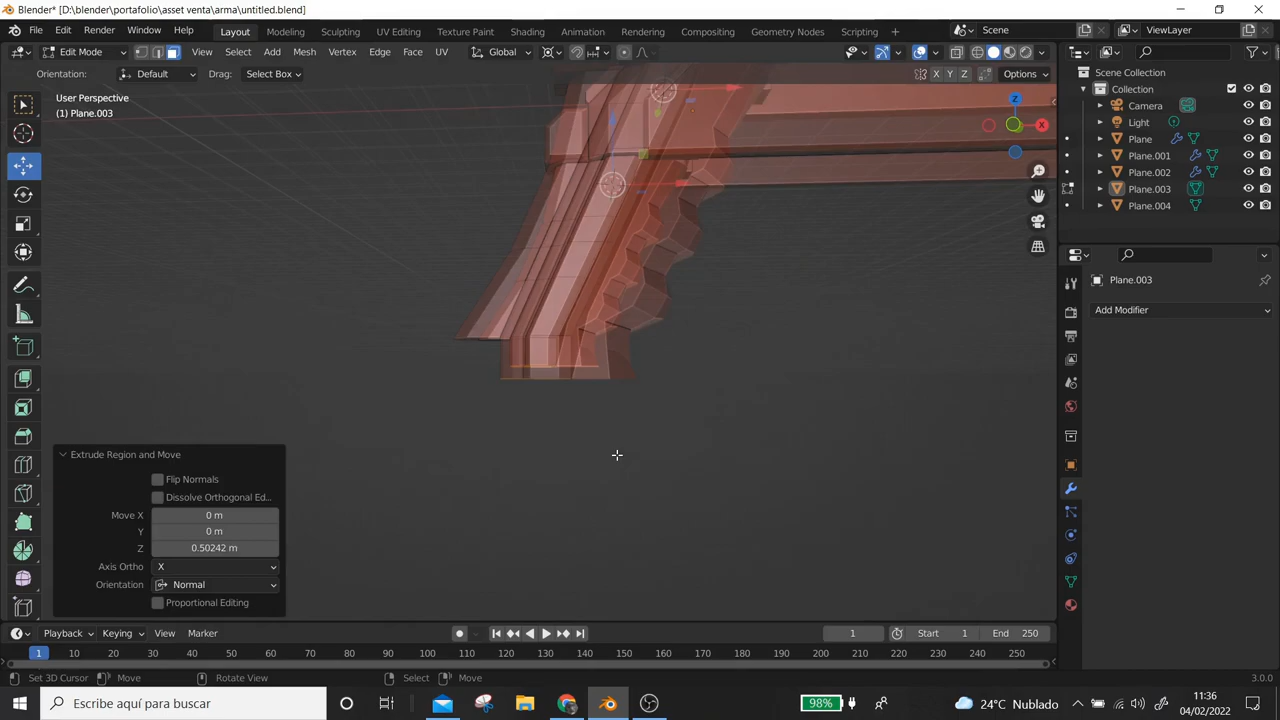 Blender* [D:\blender\portafolio\asset venta\arma\untitled.blend]
File Edit Render Window Help Layout Modeling Sculpting UV Editing Texture Paint Shading Animation Rendering Compositing Geometry Nodes Scripting + Scene ViewLayer
Edit Mode View Select Add Mesh Vertex Edge Face UV Global
Orientation: Default Drag: Select Box X Y Z Options
Scene Collection
Collection
Camera
Light
Plane
Plane.001
Plane.002
Plane.003
Plane.004
User Perspective
(1) Plane.003
Z
X
Plane.003
Add Modifier
Extrude Region and Move
Flip Normals
Dissolve Orthogonal Ed...
Move X 0 m
Y 0 m
Z 0.50242 m
Axis Ortho X
Orientation Normal
Proportional Editing
Playback Keying View Marker 1 Start 1 End 250
1 10 20 30 40 50 60 70 80 90 100 110 120 130 140 150 160 170 180 190 200 210 220 230 240 250
Set 3D Cursor Move Rotate View Select Move 3.0.0
Escribe aquí para buscar 98% 24°C Nublado 11:36
04/02/2022